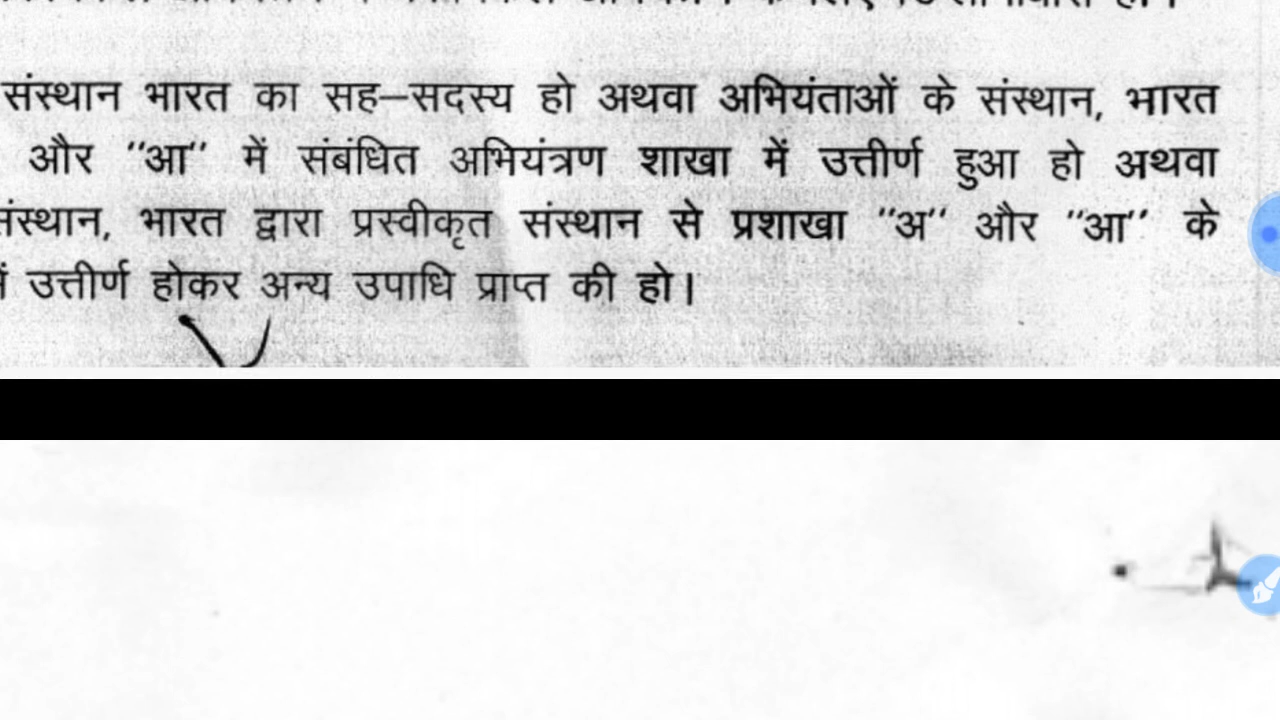 संस्थान भारत का सह–सदस्य हो अथवा अभियंताओं के संस्थान, भारत
और "आ" में संबंधित अभियंत्रण शाखा में उत्तीर्ण हुआ हो अथवा
संस्थान, भारत द्वारा प्रस्वीकृत संस्थान से प्रशाखा "अ" और "आ" के
उत्तीर्ण होकर अन्य उपाधि प्राप्त की हो।